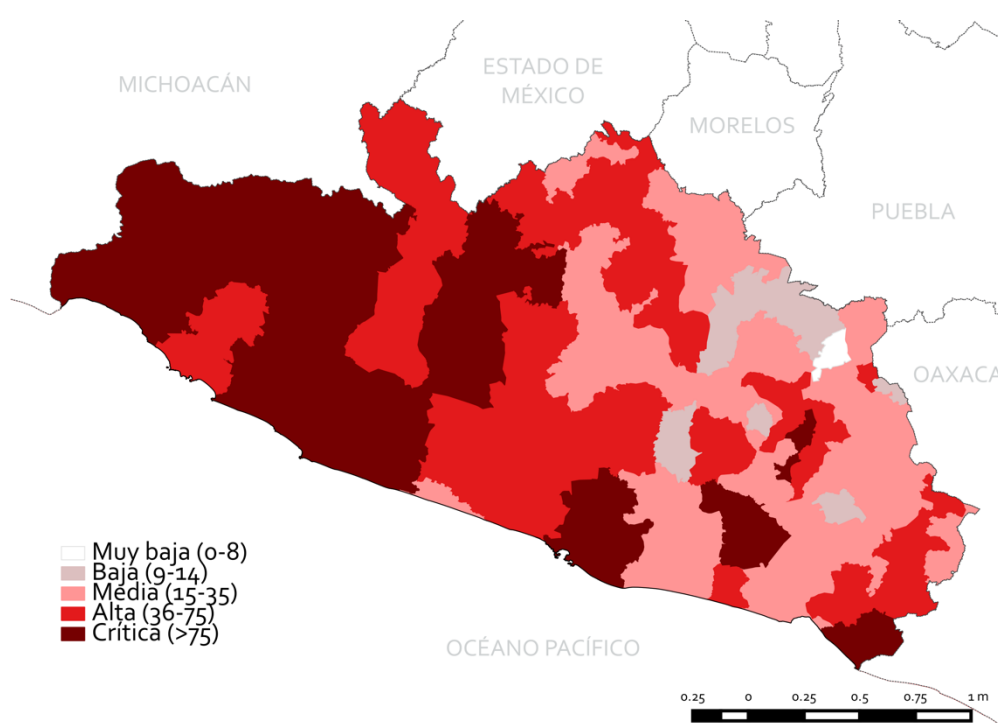 MICHOACÁN
ESTADO DE
MÉXICO
MORELOS
PUEBLA
OAXACA
Muy baja (0-8)
Baja (9-14)
Media (15-35)
Alta (36-75)
Crítica (>75)
OCÉANO PACÍFICO
0.25 0 0.25 0.5 0.75 1 m